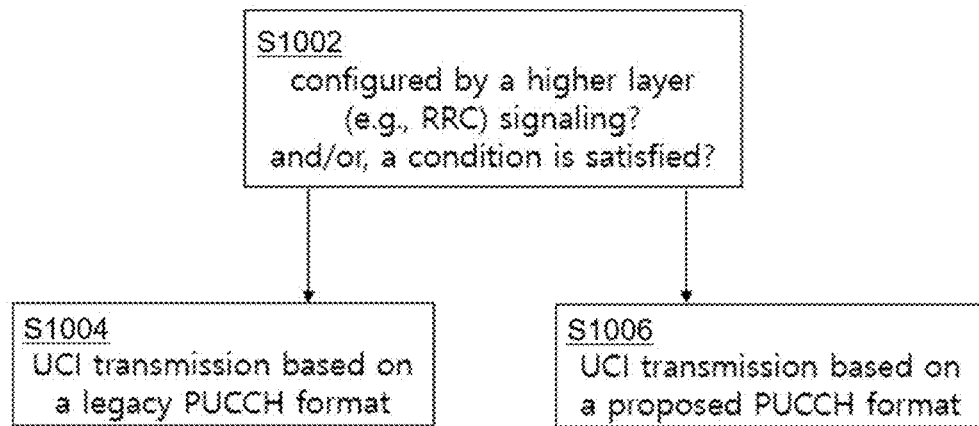 S1002
configured by a higher layer
(e.g., RRC) signaling?
and/or, a condition is satisfied?
S1004
UCI transmission based on
a legacy PUCCH format
S1006
UCI transmission based on
a proposed PUCCH format